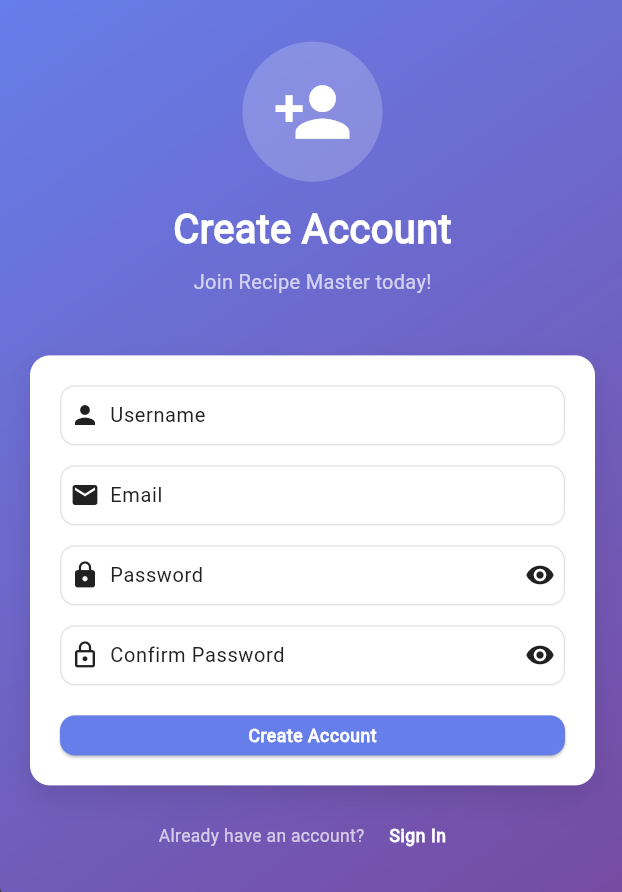 Create Account
Join Recipe Master today!
Username
Email
Password
Confirm Password
Create Account
Already have an account? Sign In